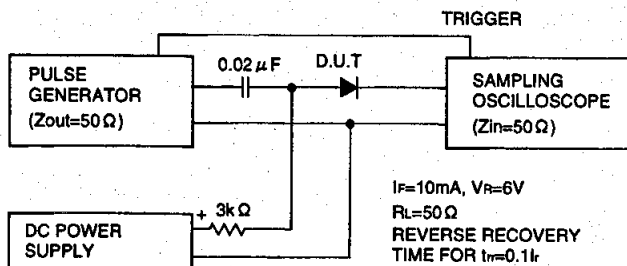 TRIGGER
PULSE
GENERATOR
(Zout=50Ω)
0.02μF
D.U.T
SAMPLING
OSCILLOSCOPE
(Zin=50Ω)
+ 3kΩ
DC POWER
SUPPLY
IF=10mA, VR=6V
RL=50Ω
REVERSE RECOVERY
TIME FOR trr=0.1Ir